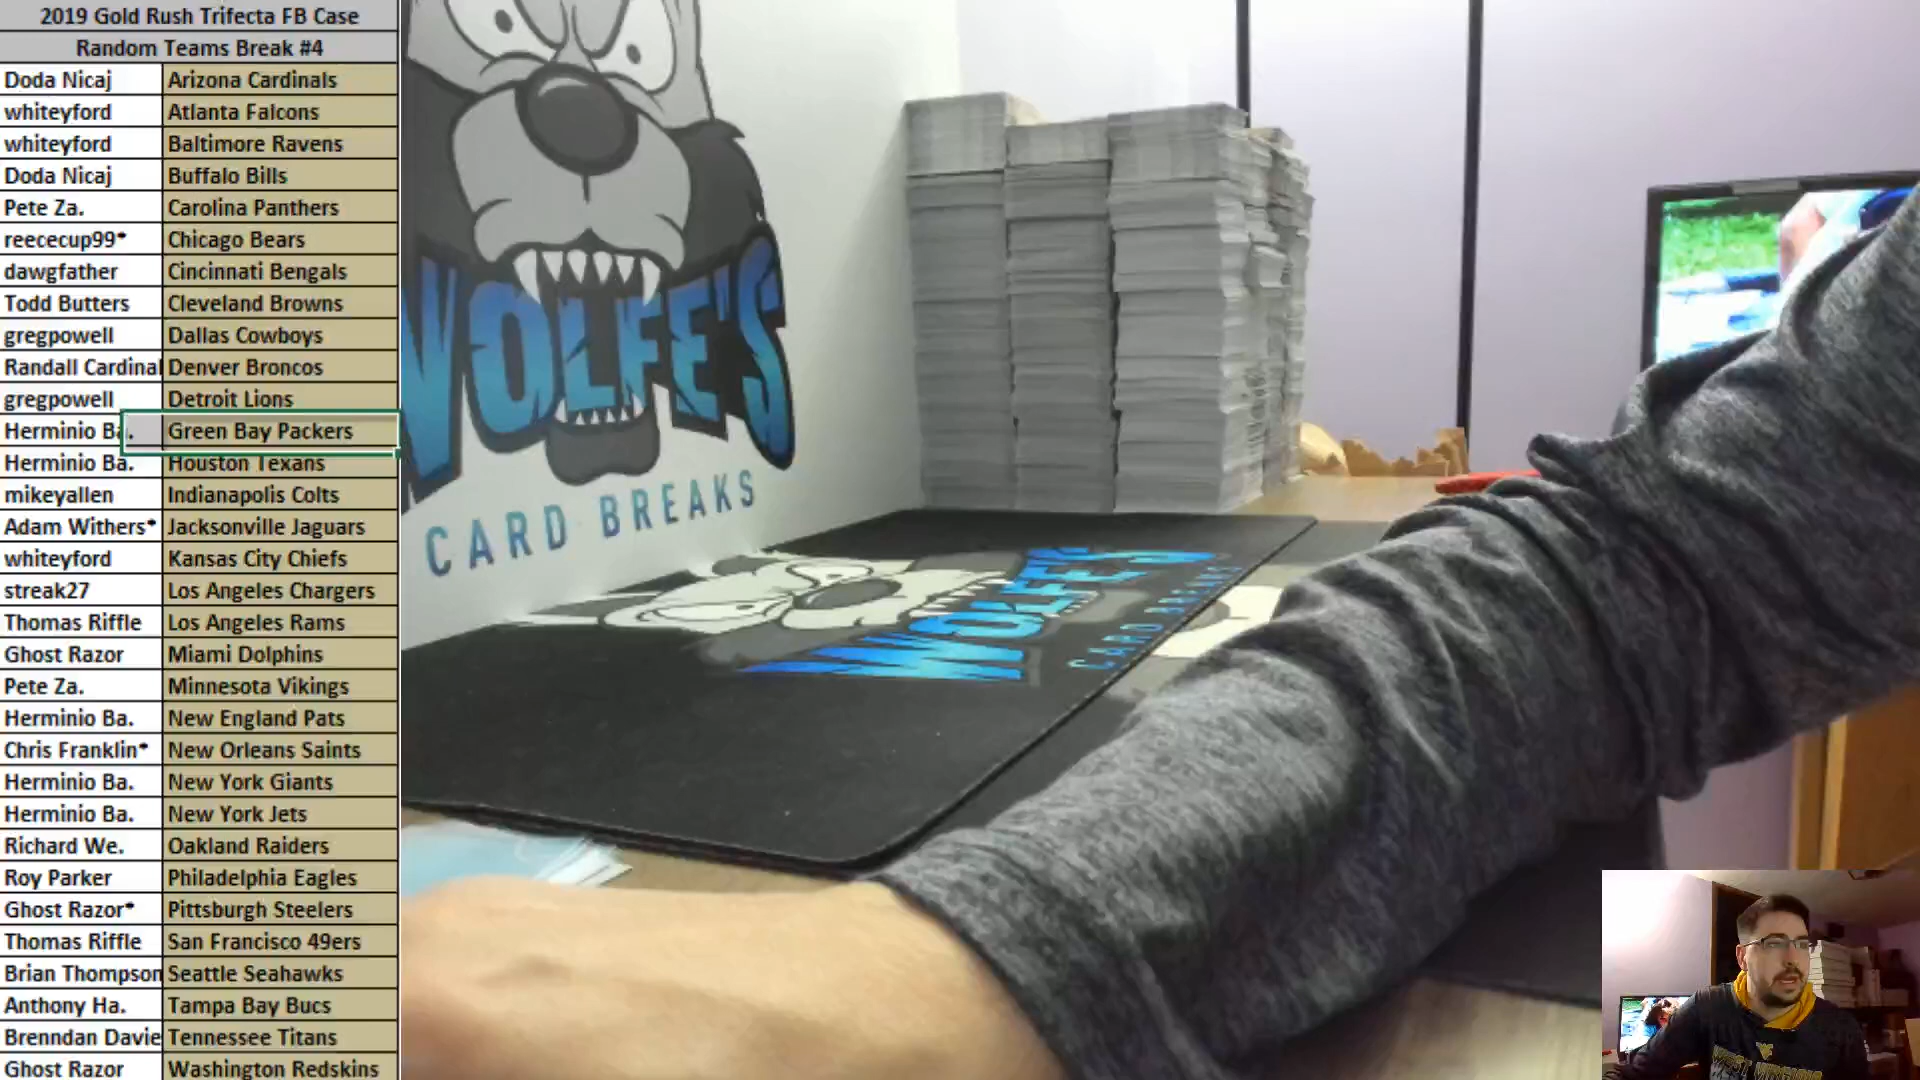 2019 Gold Rush Trifecta FB Case
Random Teams Break #4
Doda Nicaj Arizona Cardinals
whiteyford Atlanta Falcons
whiteyford Baltimore Ravens
Doda Nicaj Buffalo Bills
Pete Za. Carolina Panthers
reececup99* Chicago Bears
dawgfather Cincinnati Bengals
Todd Butters Cleveland Browns
gregpowell Dallas Cowboys
Randall Cardinal Denver Broncos
gregpowell Detroit Lions
Herminio Ba. Green Bay Packers
Herminio Ba. Houston Texans
mikeyallen Indianapolis Colts
Adam Withers* Jacksonville Jaguars
whiteyford Kansas City Chiefs
streak27 Los Angeles Chargers
Thomas Riffle Los Angeles Rams
Ghost Razor Miami Dolphins
Pete Za. Minnesota Vikings
Herminio Ba. New England Pats
Chris Franklin* New Orleans Saints
Herminio Ba. New York Giants
Herminio Ba. New York Jets
Richard We. Oakland Raiders
Roy Parker Philadelphia Eagles
Ghost Razor* Pittsburgh Steelers
Thomas Riffle San Francisco 49ers
Brian Thompson Seattle Seahawks
Anthony Ha. Tampa Bay Bucs
Brenndan Davie Tennessee Titans
Ghost Razor Washington Redskins
WOLFE'S
CARD BREAKS
WOLFE'S
CARD BREAKS
WEST VIRGINIA